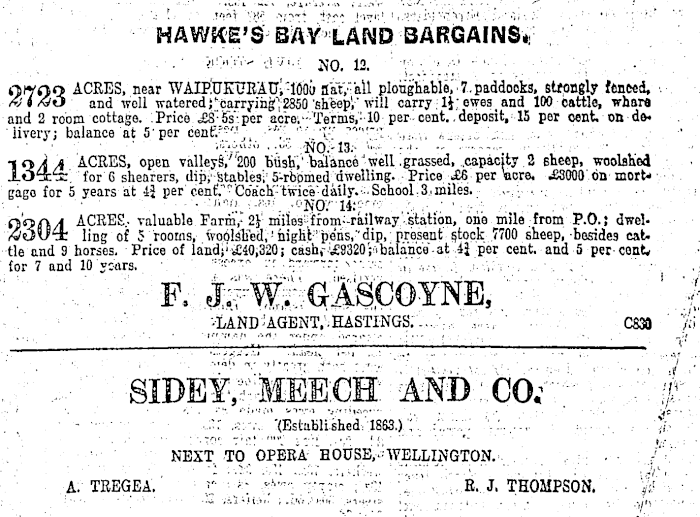 HAWKE'S BAY LAND BARGAINS.
NO. 12.
2723 ACRES, near WAIPUKURAU, 1000 flat, all ploughable, 7 paddocks, strongly fenced,
and well watered; carrying 2850 sheep, will carry 1½ ewes and 100 cattle, whare
and 2 room cottage. Price £8 5s per acre. Terms, 10 per cent. deposit, 15 per cent. on de-
livery; balance at 5 per cent.
NO. 13.
1344 ACRES, open valleys, 200 bush, balance well grassed, capacity 2 sheep, woolshed
for 6 shearers, dip, stables, 5-roomed dwelling. Price £6 per acre. £3000 on mort-
gage for 5 years at 4¾ per cent. Coach twice daily. School 3 miles.
NO. 14.
2304 ACRES, valuable Farm, 2½ miles from railway station, one mile from P.O.; dwel-
ling of 5 rooms, woolshed, night pens, dip, present stock 7700 sheep, besides cat-
tle and 9 horses. Price of land, £40,320; cash, £9320; balance at 4¾ per cent. and 5 per cent,
for 7 and 10 years.
F. J. W. GASCOYNE,
LAND AGENT, HASTINGS. C830
SIDEY, MEECH AND CO.
(Established 1863.)
NEXT TO OPERA HOUSE, WELLINGTON.
A. TREGEA. R. J. THOMPSON.